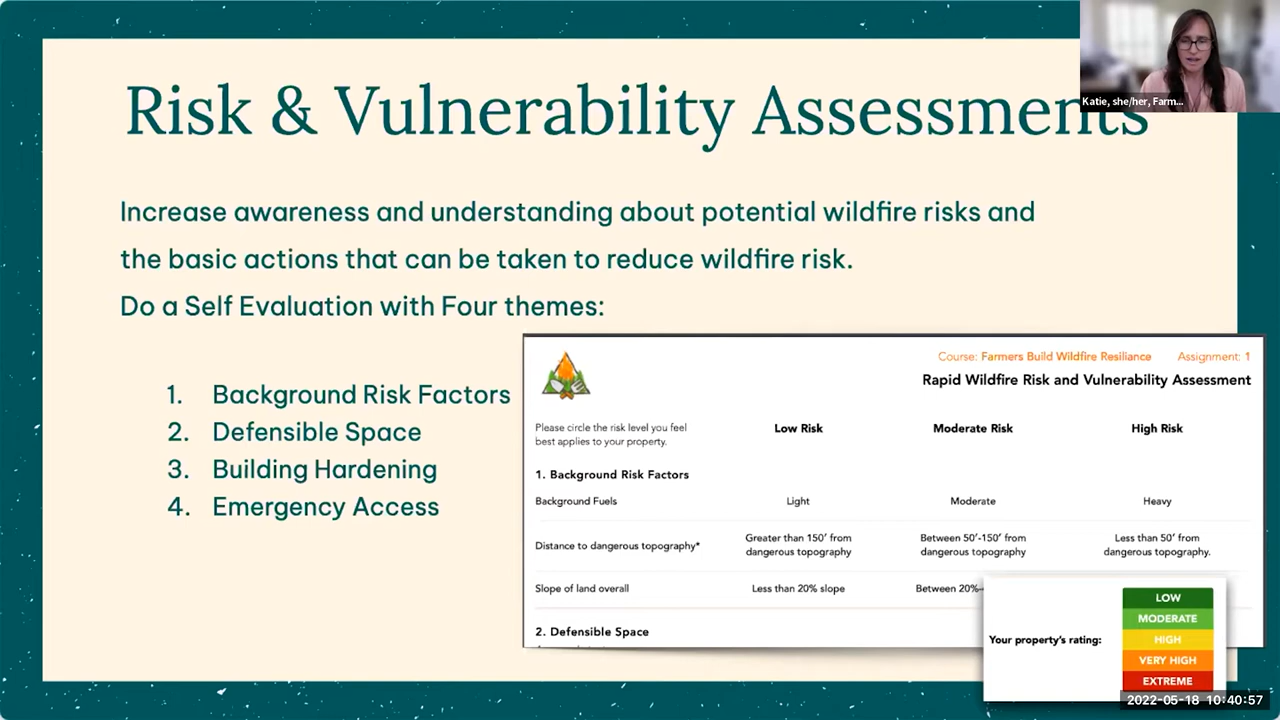 Risk & Vulnerability Assessments
Katie, she/her, Farm...
Increase awareness and understanding about potential wildfire risks and
the basic actions that can be taken to reduce wildfire risk.
Do a Self Evaluation with Four themes:
1. Background Risk Factors
2. Defensible Space
3. Building Hardening
4. Emergency Access
Course: Farmers Build Wildfire Resiliance Assignment: 1
Rapid Wildfire Risk and Vulnerability Assessment
Please circle the risk level you feel
best applies to your property.
Low Risk Moderate Risk High Risk
1. Background Risk Factors
Background Fuels Light Moderate Heavy
Distance to dangerous topography* Greater than 150' from
dangerous topography
Between 50'-150' from
dangerous topography
Less than 50' from
dangerous topography.
Slope of land overall Less than 20% slope Between 20%-
2. Defensible Space
Your property's rating:
LOW
MODERATE
HIGH
VERY HIGH
EXTREME
2022-05-18 10:40:57